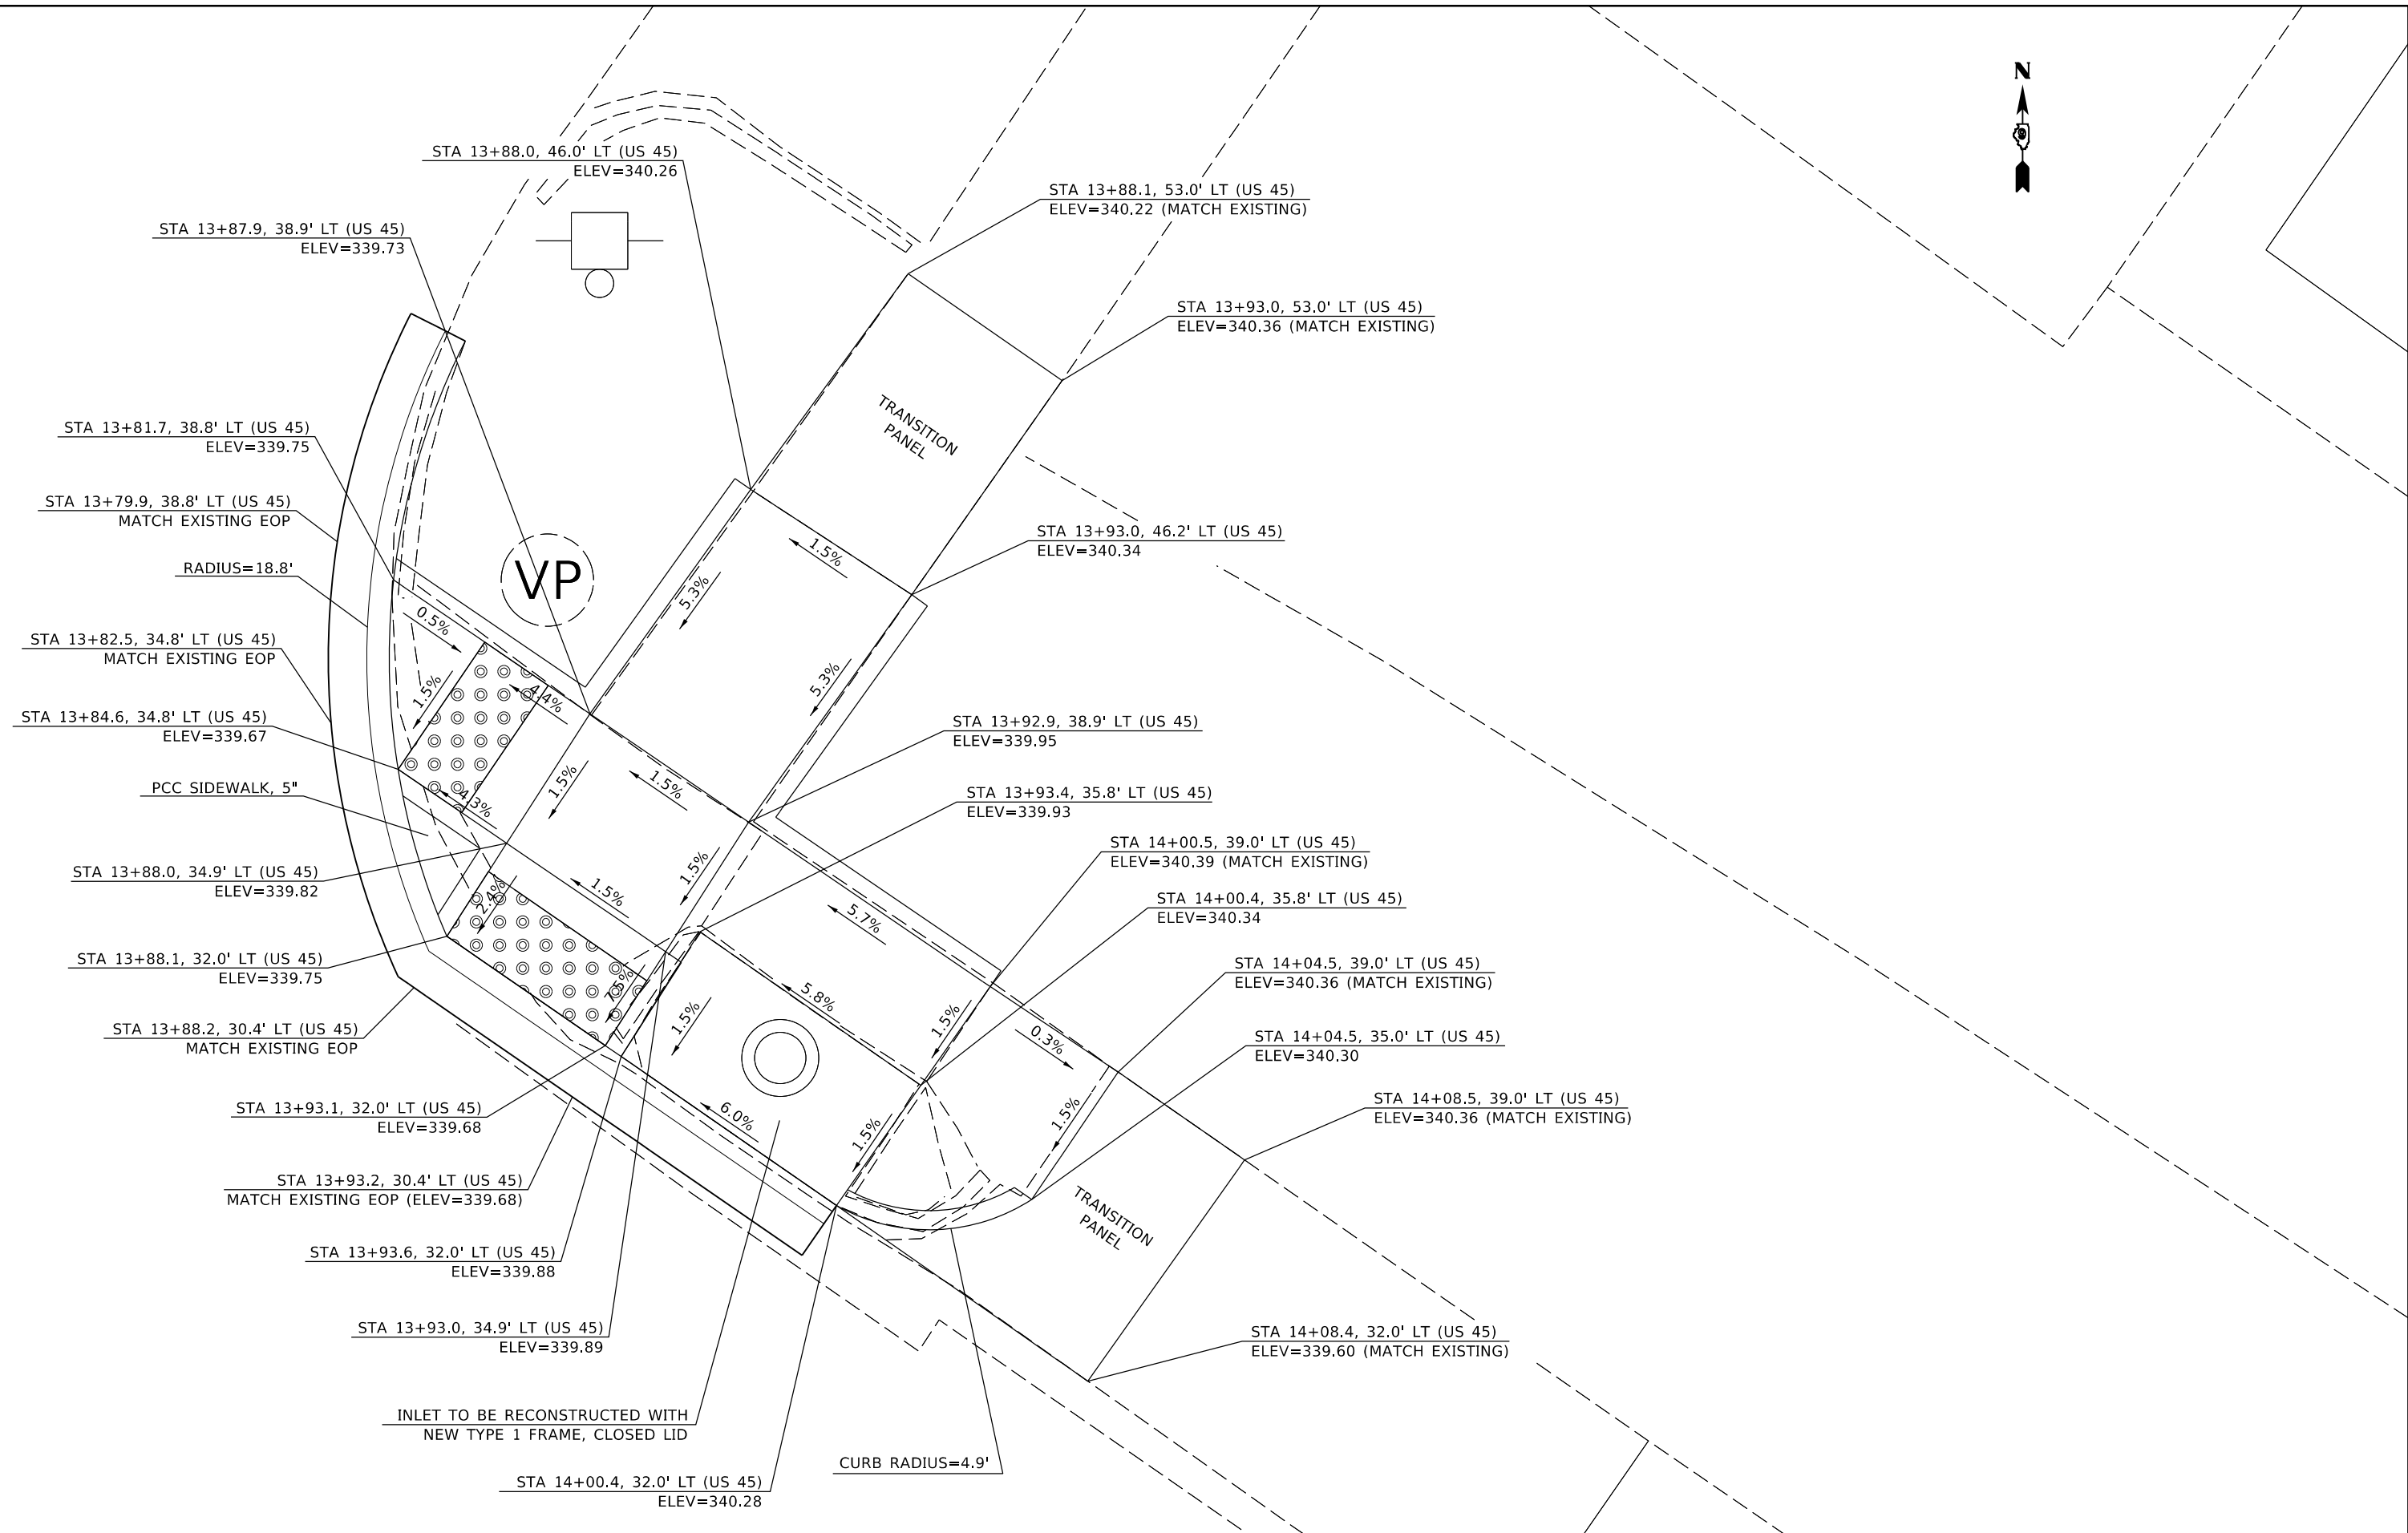 N
STA 13+88.0, 46.0' LT (US 45)
ELEV=340.26
STA 13+88.1, 53.0' LT (US 45)
ELEV=340.22 (MATCH EXISTING)
STA 13+87.9, 38.9' LT (US 45)
ELEV=339.73
STA 13+93.0, 53.0' LT (US 45)
ELEV=340.36 (MATCH EXISTING)
TRANSITION
PANEL
STA 13+81.7, 38.8' LT (US 45)
ELEV=339.75
STA 13+79.9, 38.8' LT (US 45)
MATCH EXISTING EOP
STA 13+93.0, 46.2' LT (US 45)
ELEV=340.34
1.5%
RADIUS=18.8'
VP
5.3%
0.5%
STA 13+82.5, 34.8' LT (US 45)
MATCH EXISTING EOP
1.5%
4.4%
5.3%
STA 13+84.6, 34.8' LT (US 45)
ELEV=339.67
STA 13+92.9, 38.9' LT (US 45)
ELEV=339.95
1.5%
1.5%
PCC SIDEWALK, 5"
4.3%
STA 13+93.4, 35.8' LT (US 45)
ELEV=339.93
STA 14+00.5, 39.0' LT (US 45)
ELEV=340.39 (MATCH EXISTING)
STA 13+88.0, 34.9' LT (US 45)
ELEV=339.82
2.4%
1.5%
1.5%
5.7%
STA 14+00.4, 35.8' LT (US 45)
ELEV=340.34
STA 13+88.1, 32.0' LT (US 45)
ELEV=339.75
STA 14+04.5, 39.0' LT (US 45)
ELEV=340.36 (MATCH EXISTING)
7.5%
1.5%
5.8%
1.5%
0.3%
STA 13+88.2, 30.4' LT (US 45)
MATCH EXISTING EOP
STA 14+04.5, 35.0' LT (US 45)
ELEV=340.30
STA 13+93.1, 32.0' LT (US 45)
ELEV=339.68
6.0%
1.5%
1.5%
STA 14+08.5, 39.0' LT (US 45)
ELEV=340.36 (MATCH EXISTING)
STA 13+93.2, 30.4' LT (US 45)
MATCH EXISTING EOP (ELEV=339.68)
TRANSITION
PANEL
STA 13+93.6, 32.0' LT (US 45)
ELEV=339.88
STA 13+93.0, 34.9' LT (US 45)
ELEV=339.89
STA 14+08.4, 32.0' LT (US 45)
ELEV=339.60 (MATCH EXISTING)
INLET TO BE RECONSTRUCTED WITH
NEW TYPE 1 FRAME, CLOSED LID
CURB RADIUS=4.9'
STA 14+00.4, 32.0' LT (US 45)
ELEV=340.28